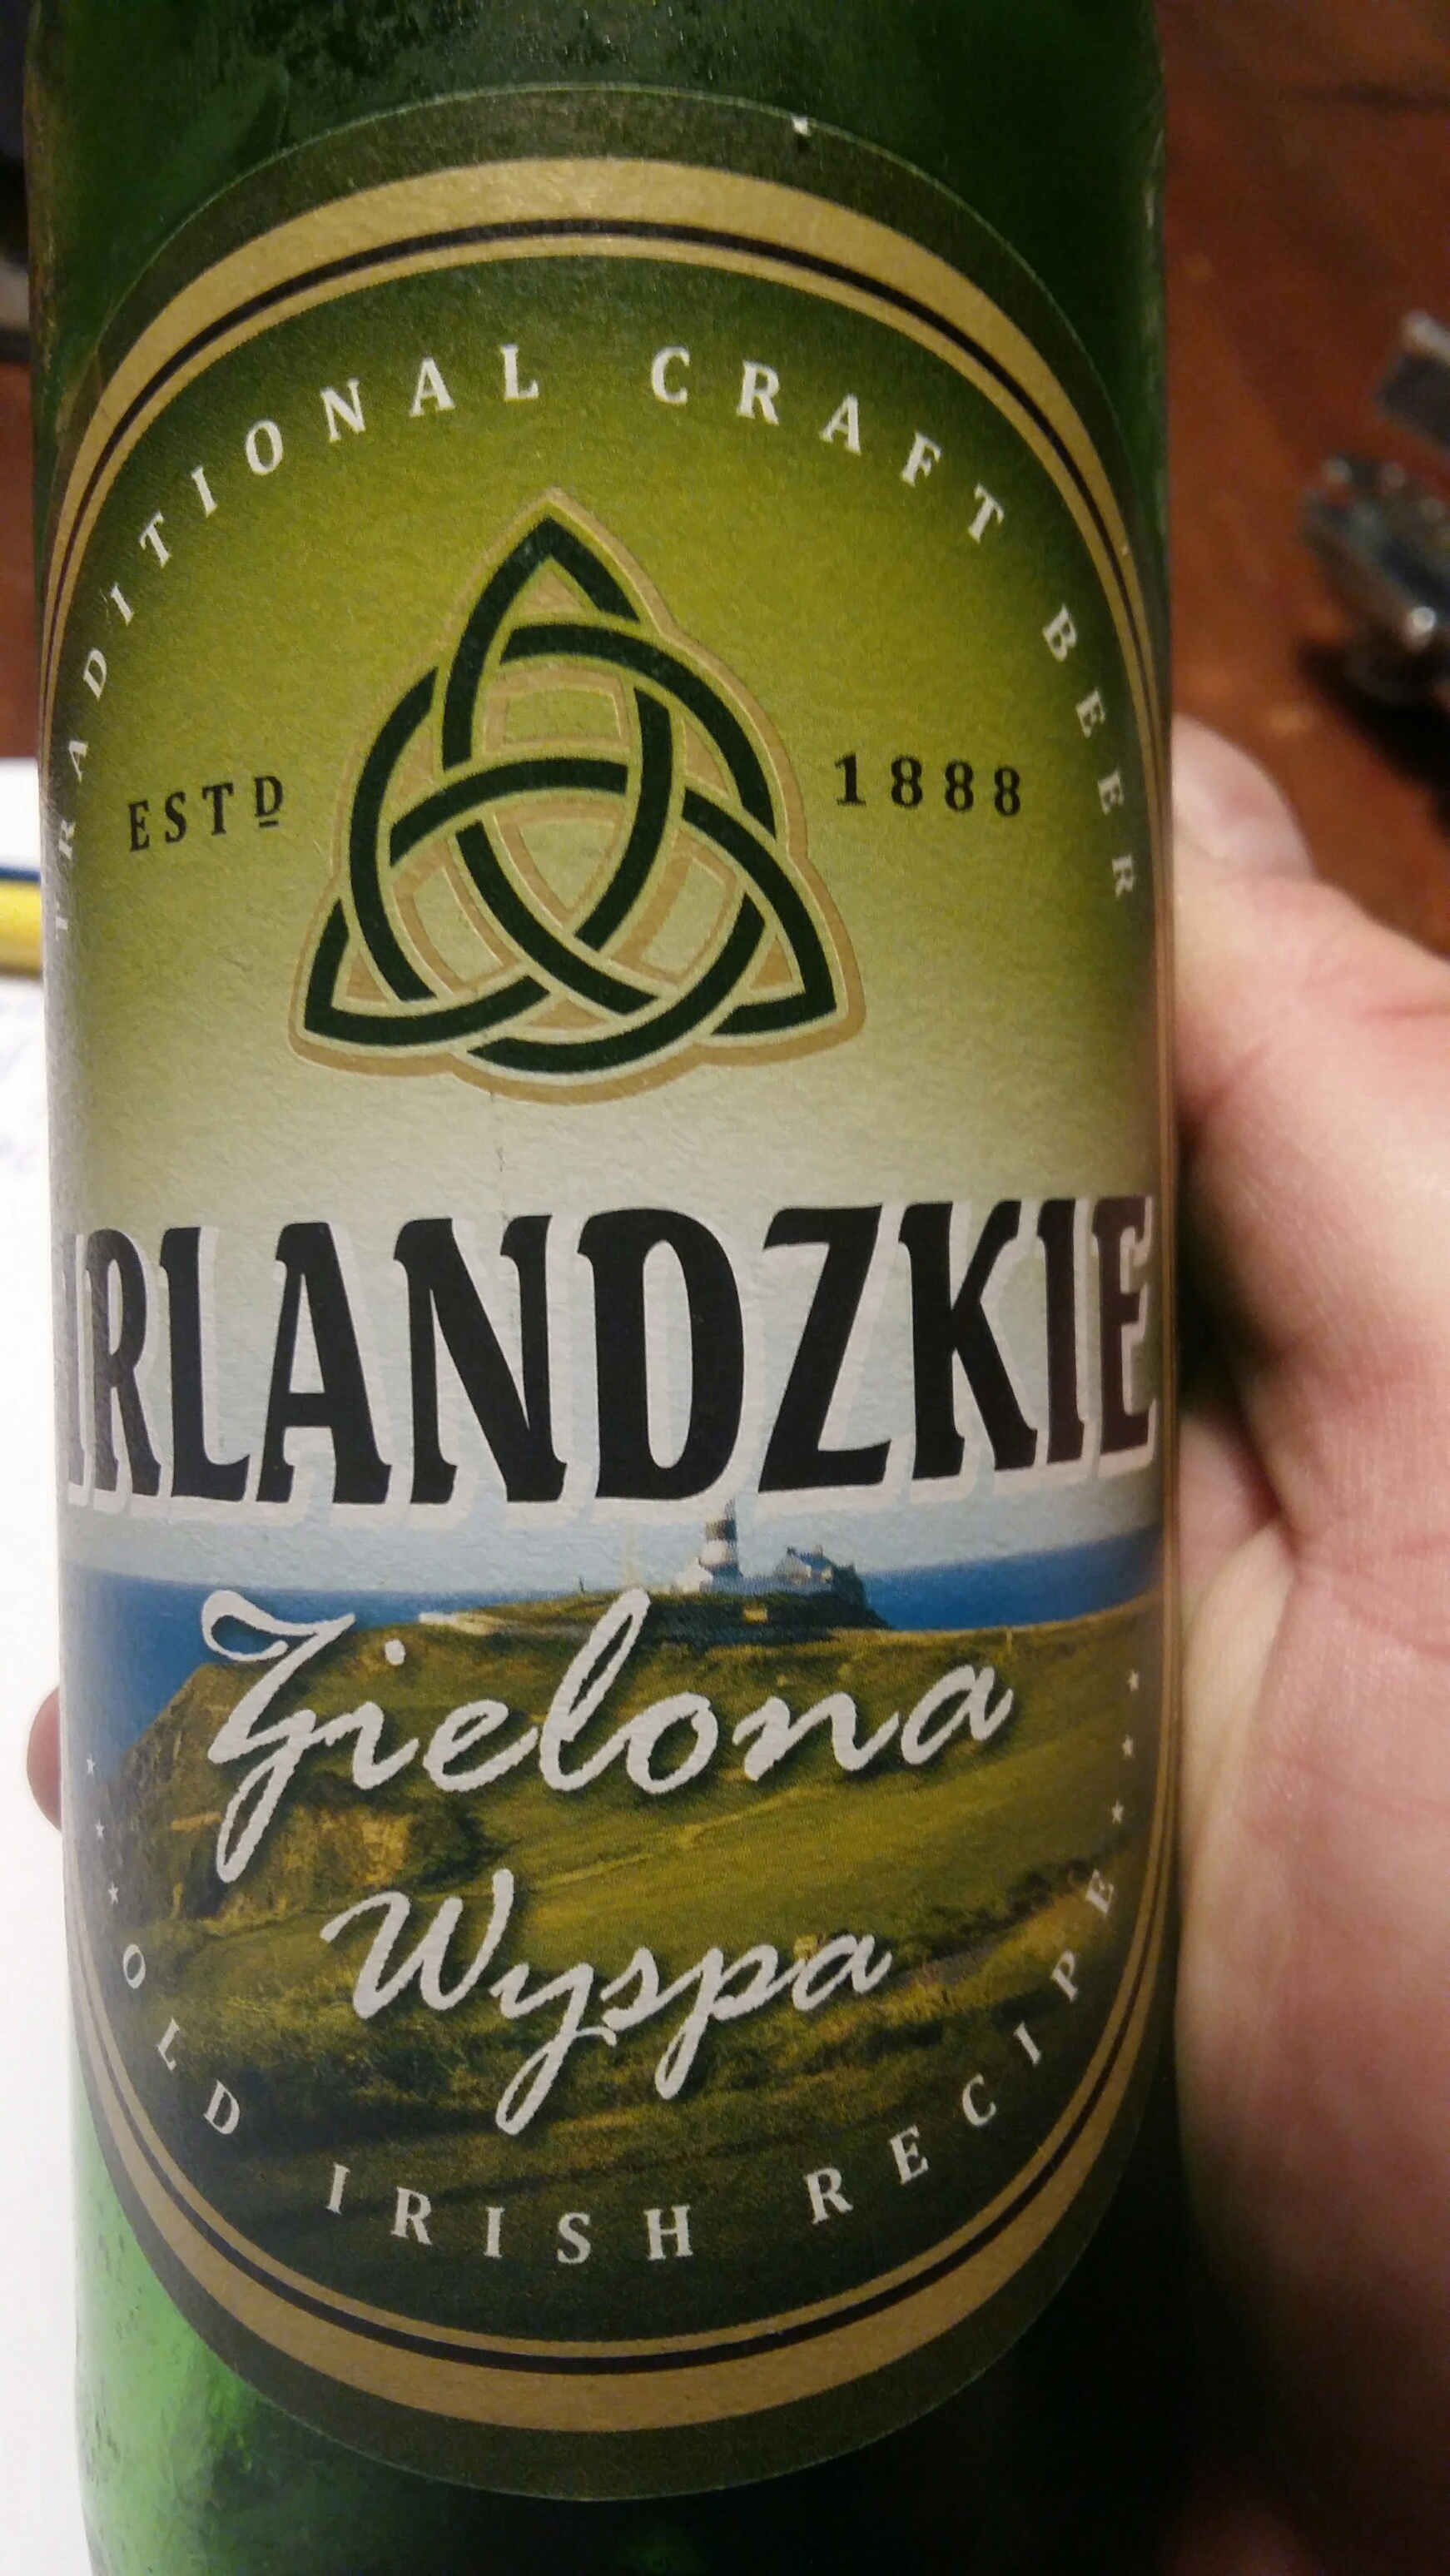 TRADITIONAL CRAFT BEER
ESTD 1888
IRLANDZKIE
Zielona
Wyspa
OLD IRISH RECIPE